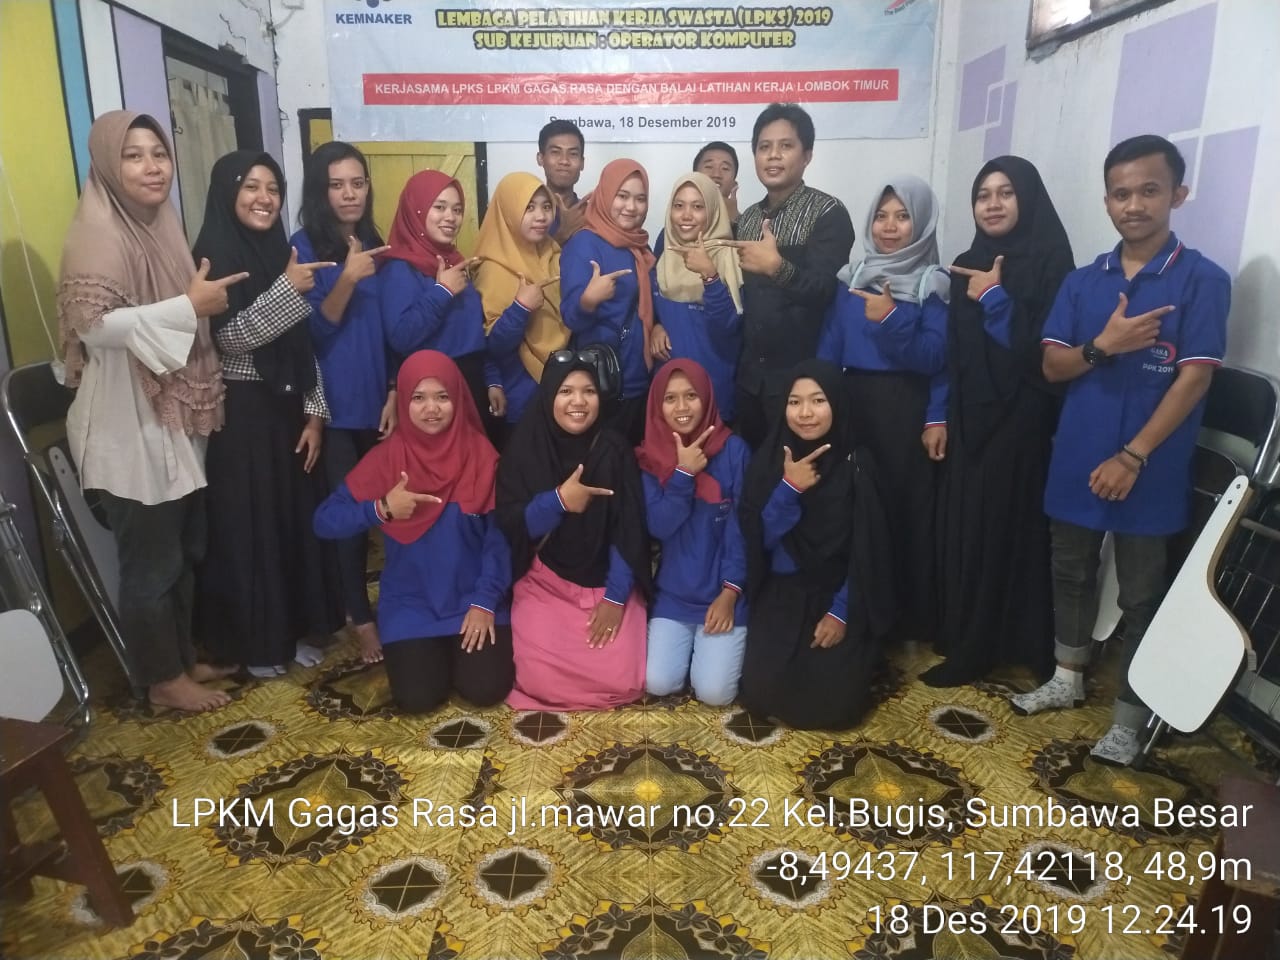 KEMNAKER
LEMBAGA PELATIHAN KERJA SWASTA (LPKS) 2019
SUB KEJURUAN : OPERATOR KOMPUTER
KERJASAMA LPKS LPKM GAGAS RASA DENGAN BALAI LATIHAN KERJA LOMBOK TIMUR
Sumbawa, 18 Desember 2019
PPK 2019
LPKM Gagas Rasa jl.mawar no.22 Kel.Bugis, Sumbawa Besar
-8,49437, 117,42118, 48,9m
18 Des 2019 12.24.19